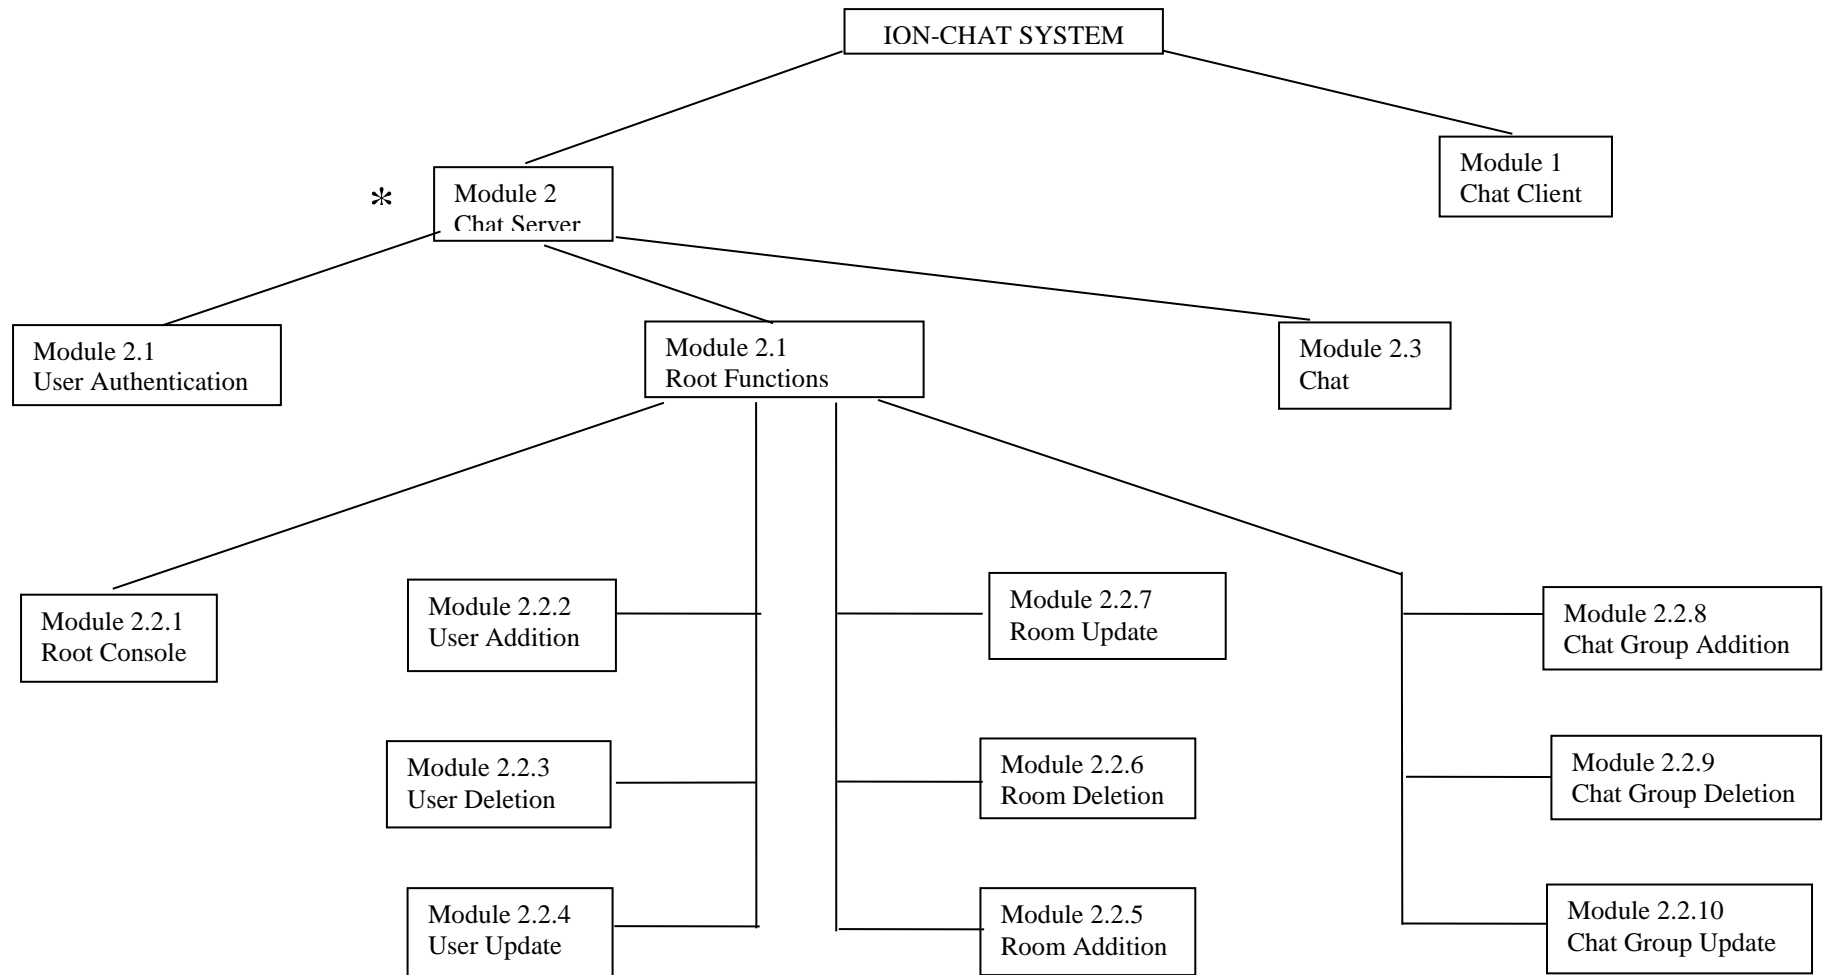 ION-CHAT SYSTEM
Module 1
Chat Client
*
Module 2
Chat Server
Module 2.1
User Authentication
Module 2.1
Root Functions
Module 2.3
Chat
Module 2.2.1
Root Console
Module 2.2.2
User Addition
Module 2.2.7
Room Update
Module 2.2.8
Chat Group Addition
Module 2.2.3
User Deletion
Module 2.2.6
Room Deletion
Module 2.2.9
Chat Group Deletion
Module 2.2.4
User Update
Module 2.2.5
Room Addition
Module 2.2.10
Chat Group Update